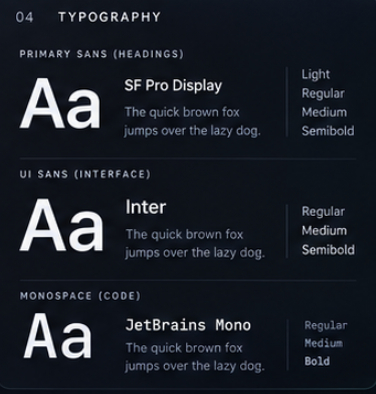 04 TYPOGRAPHY
PRIMARY SANS (HEADINGS)
Aa
SF Pro Display
The quick brown fox
jumps over the lazy dog.
Light
Regular
Medium
Semibold
UI SANS (INTERFACE)
Aa
Inter
The quick brown fox
jumps over the lazy dog.
Regular
Medium
Semibold
MONOSPACE (CODE)
Aa
JetBrains Mono
The quick brown fox
jumps over the lazy dog.
Regular
Medium
Bold